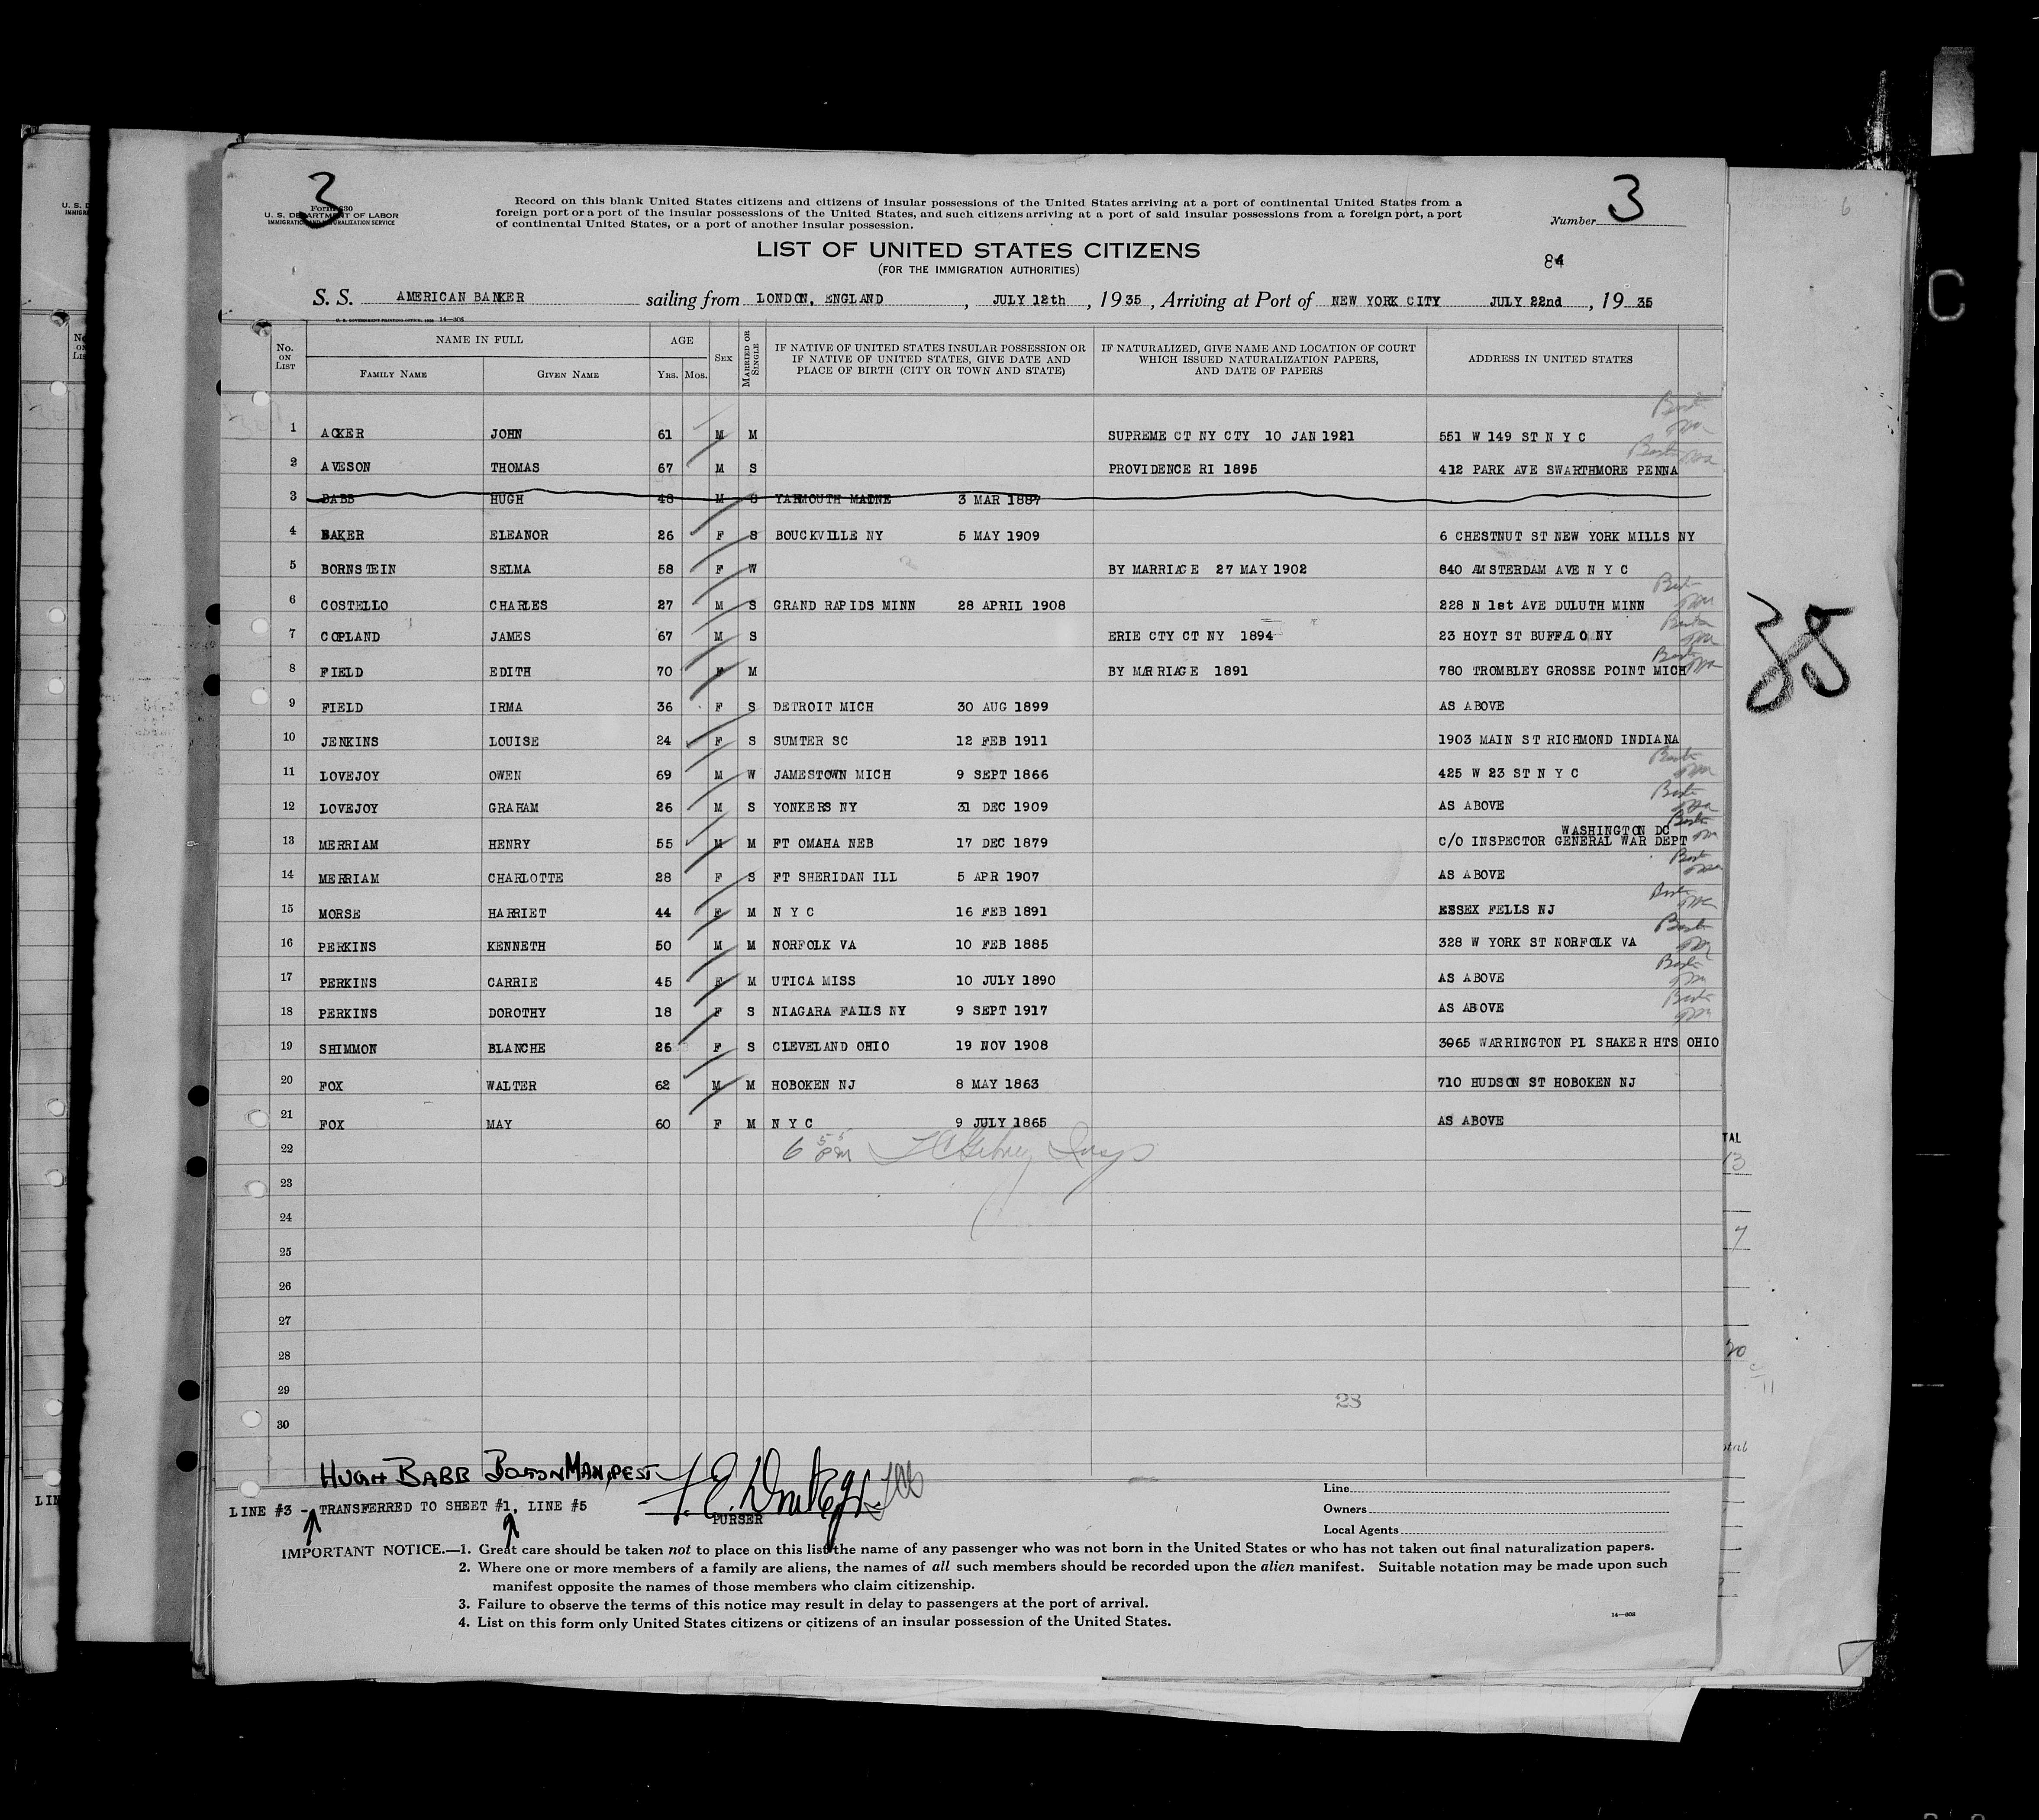 3
Form 630
U. S. DEPARTMENT OF LABOR
IMMIGRATION AND NATURALIZATION SERVICE
Record on this blank United States citizens and citizens of insular possessions of the United States arriving at a port of continental United States from a
foreign port or a port of the insular possessions of the United States, and such citizens arriving at a port of said insular possessions from a foreign port, a port
of continental United States, or a port of another insular possession.
Number 3
LIST OF UNITED STATES CITIZENS
(FOR THE IMMIGRATION AUTHORITIES)
84
S. S. AMERICAN BANKER sailing from LONDON, ENGLAND, JULY 12th, 1935, Arriving at Port of NEW YORK CITY JULY 22nd, 1935
No. ON LIST NAME IN FULL AGE SEX MARRIED OR SINGLE IF NATIVE OF UNITED STATES INSULAR POSSESSION OR IF NATIVE OF UNITED STATES, GIVE DATE AND PLACE OF BIRTH (CITY OR TOWN AND STATE) IF NATURALIZED, GIVE NAME AND LOCATION OF COURT WHICH ISSUED NATURALIZATION PAPERS, AND DATE OF PAPERS ADDRESS IN UNITED STATES
FAMILY NAME GIVEN NAME YRS. MOS.
1 ACKER JOHN 61 M M SUPREME CT NY CTY 10 JAN 1921 551 W 149 ST N Y C
2 AVESON THOMAS 67 M S PROVIDENCE RI 1895 412 PARK AVE SWARTHMORE PENNA
3 BABB HUGH 48 M S YARMOUTH MAINE 3 MAR 1887
4 BAKER ELEANOR 26 F S BOUCKVILLE NY 5 MAY 1909 6 CHESTNUT ST NEW YORK MILLS NY
5 BORNSTEIN SELMA 58 F W BY MARRIAGE 27 MAY 1902 840 AMSTERDAM AVE N Y C
6 COSTELLO CHARLES 27 M S GRAND RAPIDS MINN 28 APRIL 1908 228 N 1st AVE DULUTH MINN
7 COPLAND JAMES 67 M S ERIE CTY CT NY 1894 23 HOYT ST BUFFALO NY
8 FIELD EDITH 70 F M BY MARRIAGE 1891 780 TROMBLEY GROSSE POINT MICH
9 FIELD IRMA 36 F S DETROIT MICH 30 AUG 1899 AS ABOVE
10 JENKINS LOUISE 24 F S SUMTER SC 12 FEB 1911 1903 MAIN ST RICHMOND INDIANA
11 LOVEJOY OWEN 69 M W JAMESTOWN MICH 9 SEPT 1866 425 W 23 ST N Y C
12 LOVEJOY GRAHAM 26 M S YONKERS NY 31 DEC 1909 AS ABOVE
WASHINGTON DC
13 MERRIAM HENRY 55 M M FT OMAHA NEB 17 DEC 1879 C/O INSPECTOR GENERAL WAR DEPT
14 MERRIAM CHARLOTTE 28 F S FT SHERIDAN ILL 5 APR 1907 AS ABOVE
15 MORSE HARRIET 44 F M N Y C 16 FEB 1891 ESSEX FELLS NJ
16 PERKINS KENNETH 50 M M NORFOLK VA 10 FEB 1885 328 W YORK ST NORFOLK VA
17 PERKINS CARRIE 45 F M UTICA MISS 10 JULY 1890 AS ABOVE
18 PERKINS DOROTHY 18 F S NIAGARA FALLS NY 9 SEPT 1917 AS ABOVE
19 SHIMMON BLANCHE 26 F S CLEVELAND OHIO 19 NOV 1908 3065 WARRINGTON PL SHAKER HTS OHIO
20 FOX WALTER 62 M M HOBOKEN NJ 8 MAY 1863 710 HUDSON ST HOBOKEN NJ
21 FOX MAY 60 F M N Y C 9 JULY 1865 AS ABOVE
22 6 55 PM
23
24
25
26
27
28
29 28
30
35
HUGH BABB BOSTON MANIFEST
LINE #3 - TRANSFERRED TO SHEET #1, LINE #5
PURSER
Line
Owners
Local Agents
IMPORTANT NOTICE.—1. Great care should be taken not to place on this list the name of any passenger who was not born in the United States or who has not taken out final naturalization papers.
2. Where one or more members of a family are aliens, the names of all such members should be recorded upon the alien manifest. Suitable notation may be made upon such
manifest opposite the names of those members who claim citizenship.
3. Failure to observe the terms of this notice may result in delay to passengers at the port of arrival.
4. List on this form only United States citizens or citizens of an insular possession of the United States.
14—608